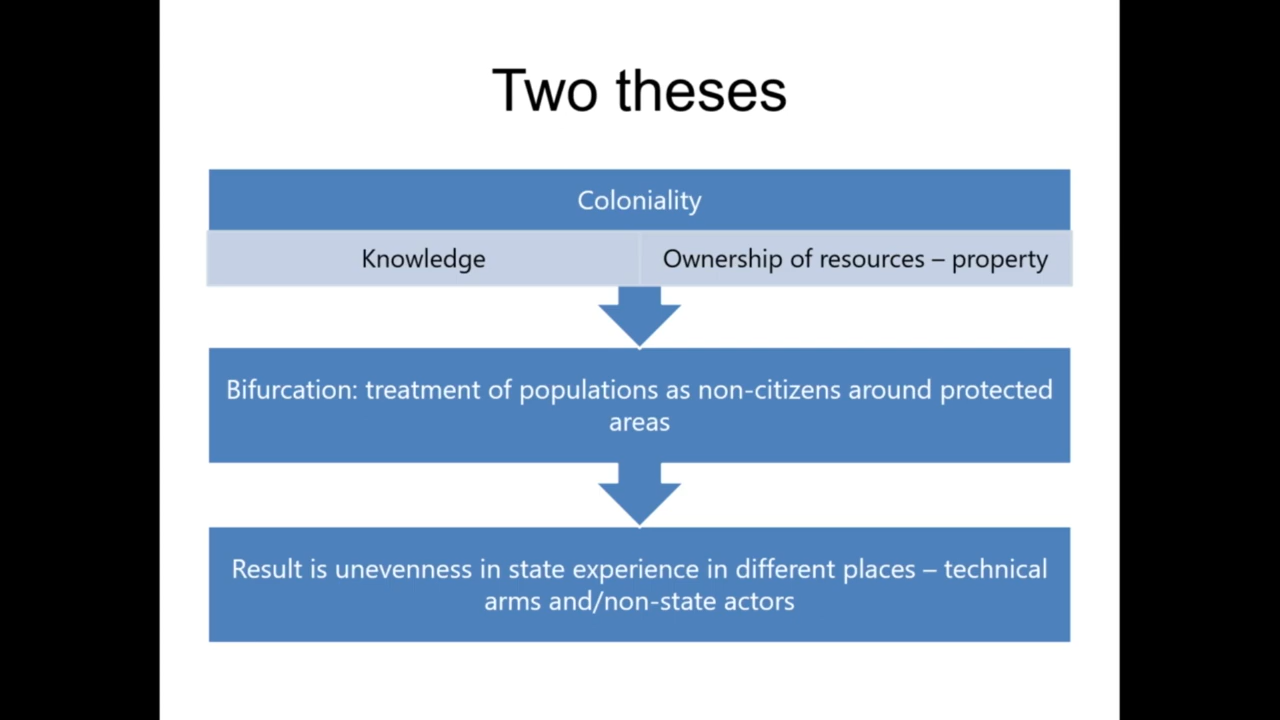 Two theses
Coloniality
Knowledge
Ownership of resources – property
Bifurcation: treatment of populations as non-citizens around protected
areas
Result is unevenness in state experience in different places – technical
arms and/non-state actors